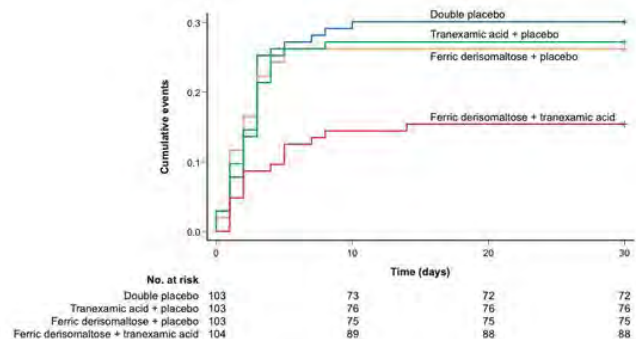 0.3
0.2
0.1
0.0
Cumulative events
Double placebo
Tranexamic acid + placebo
Ferric derisomaltose + placebo
Ferric derisomaltose + tranexamic acid
0 10 20 30
Time (days)
No. at risk
Double placebo 103 73 72 72
Tranexamic acid + placebo 103 76 76 76
Ferric derisomaltose + placebo 103 75 75 75
Ferric derisomaltose + tranexamic acid 104 89 88 88